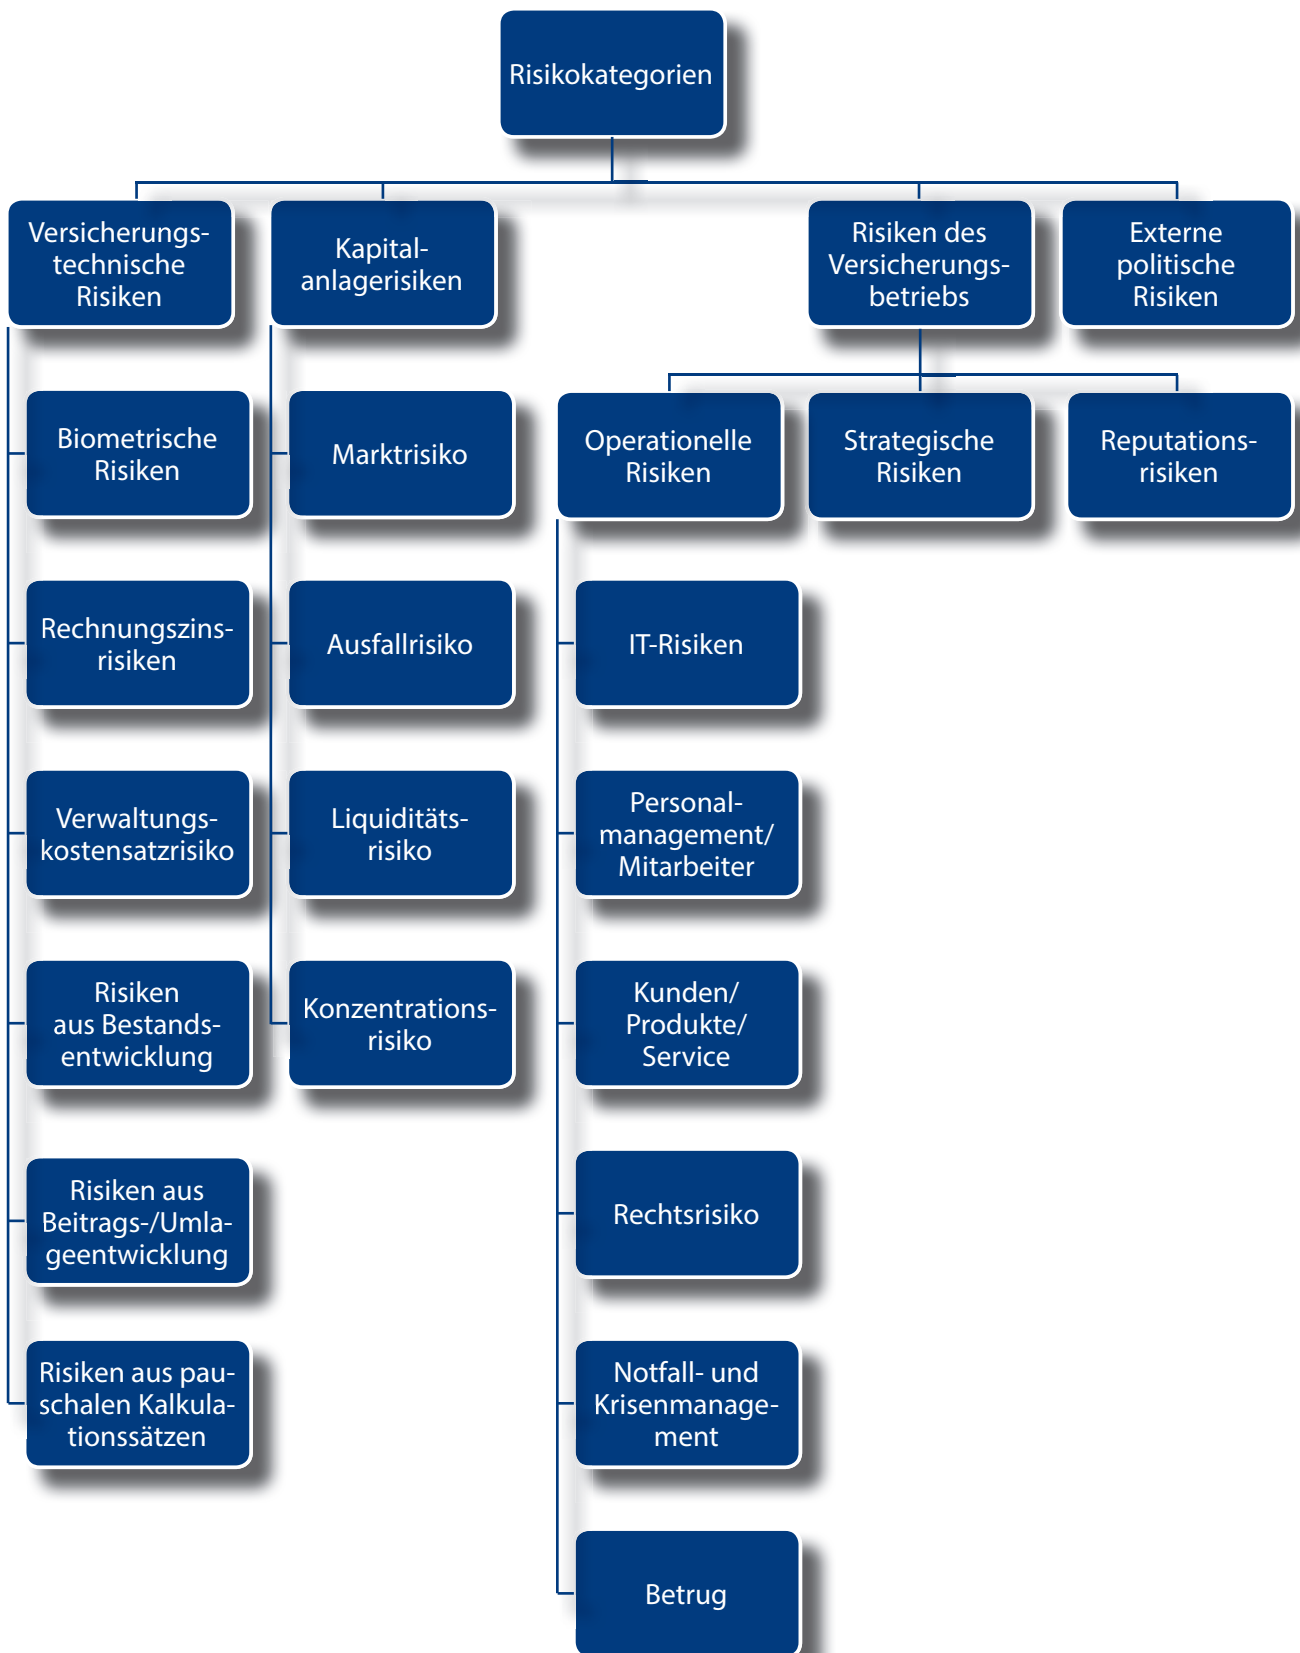 Risikokategorien
Versicherungs-
technische
Risiken
Kapital-
anlagerisiken
Risiken des
Versicherungs-
betriebs
Externe
politische
Risiken
Biometrische
Risiken
Marktrisiko
Operationelle
Risiken
Strategische
Risiken
Reputations-
risiken
Rechnungszins-
risiken
Ausfallrisiko
IT-Risiken
Verwaltungs-
kostensatzrisiko
Liquiditäts-
risiko
Personal-
management/
Mitarbeiter
Risiken
aus Bestands-
entwicklung
Konzentrations-
risiko
Kunden/
Produkte/
Service
Risiken aus
Beitrags-/Umla-
geentwicklung
Rechtsrisiko
Risiken aus pau-
schalen Kalkula-
tionssätzen
Notfall- und
Krisenmanage-
ment
Betrug